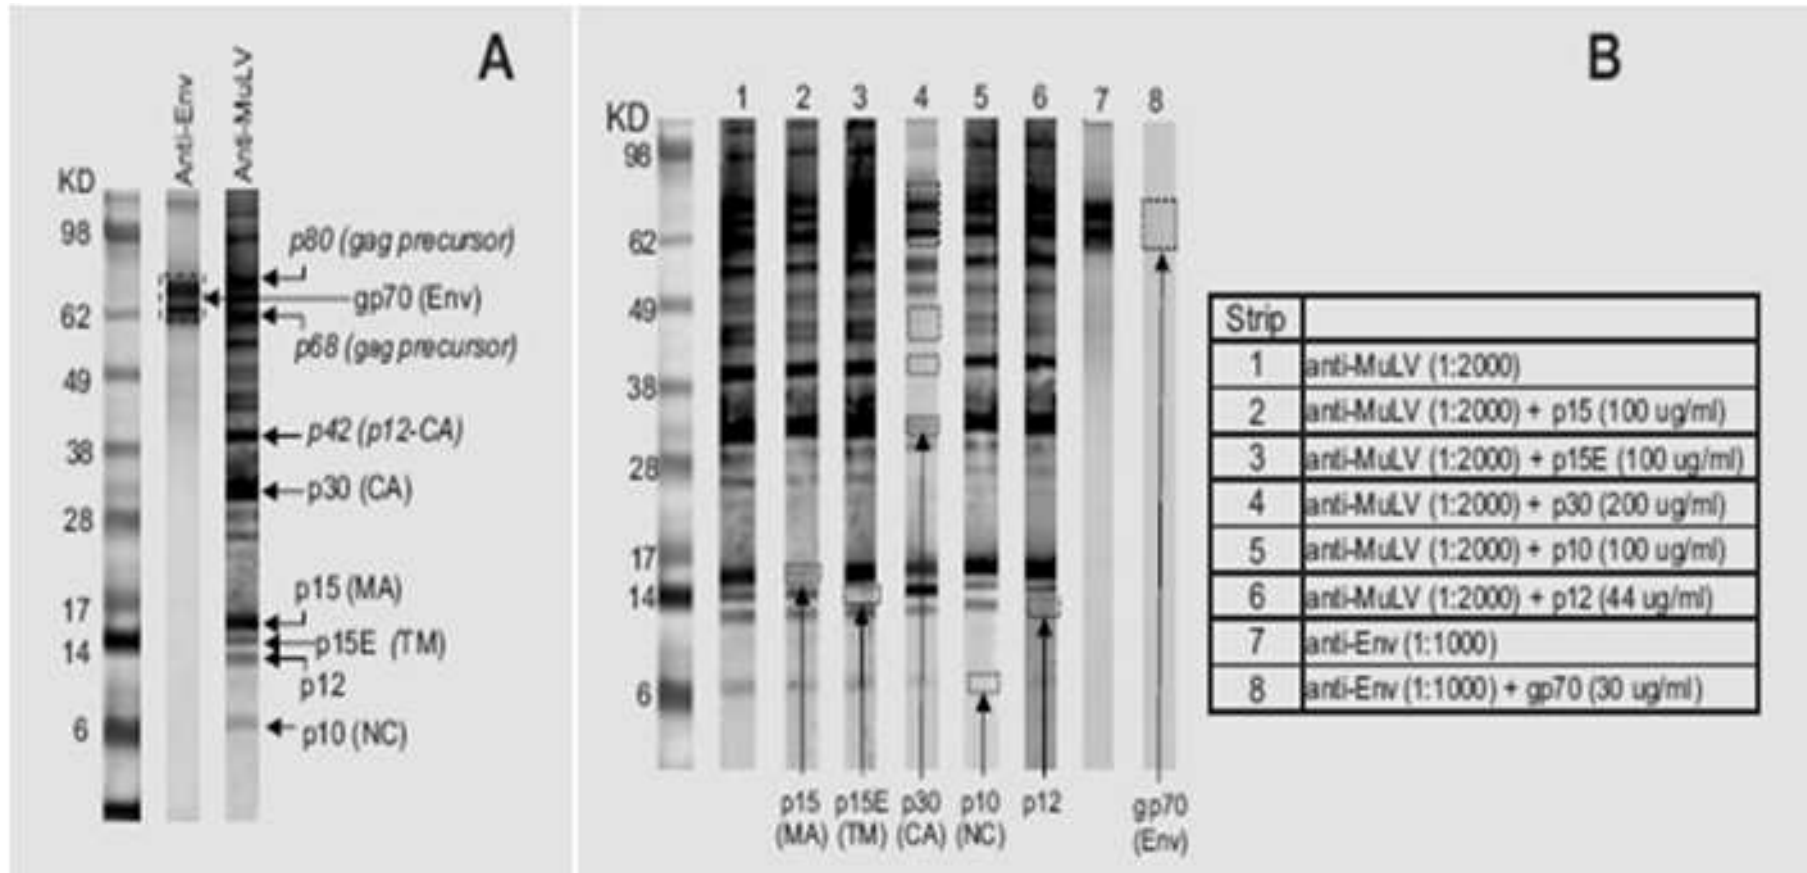 A
Anti-Env
Anti-MuLV
KD
98
62
49
38
28
17
14
6
p80 (gag precursor)
gp70 (Env)
p68 (gag precursor)
p42 (p12-CA)
p30 (CA)
p15 (MA)
p15E (TM)
p12
p10 (NC)
B
KD
1 2 3 4 5 6 7 8
98
62
49
38
28
17
14
6
p15 p15E p30 p10 p12 gp70
(MA) (TM) (CA) (NC) (Env)
Strip
1 anti-MuLV (1:2000)
2 anti-MuLV (1:2000) + p15 (100 ug/ml)
3 anti-MuLV (1:2000) + p15E (100 ug/ml)
4 anti-MuLV (1:2000) + p30 (200 ug/ml)
5 anti-MuLV (1:2000) + p10 (100 ug/ml)
6 anti-MuLV (1:2000) + p12 (44 ug/ml)
7 anti-Env (1:1000)
8 anti-Env (1:1000) + gp70 (30 ug/ml)